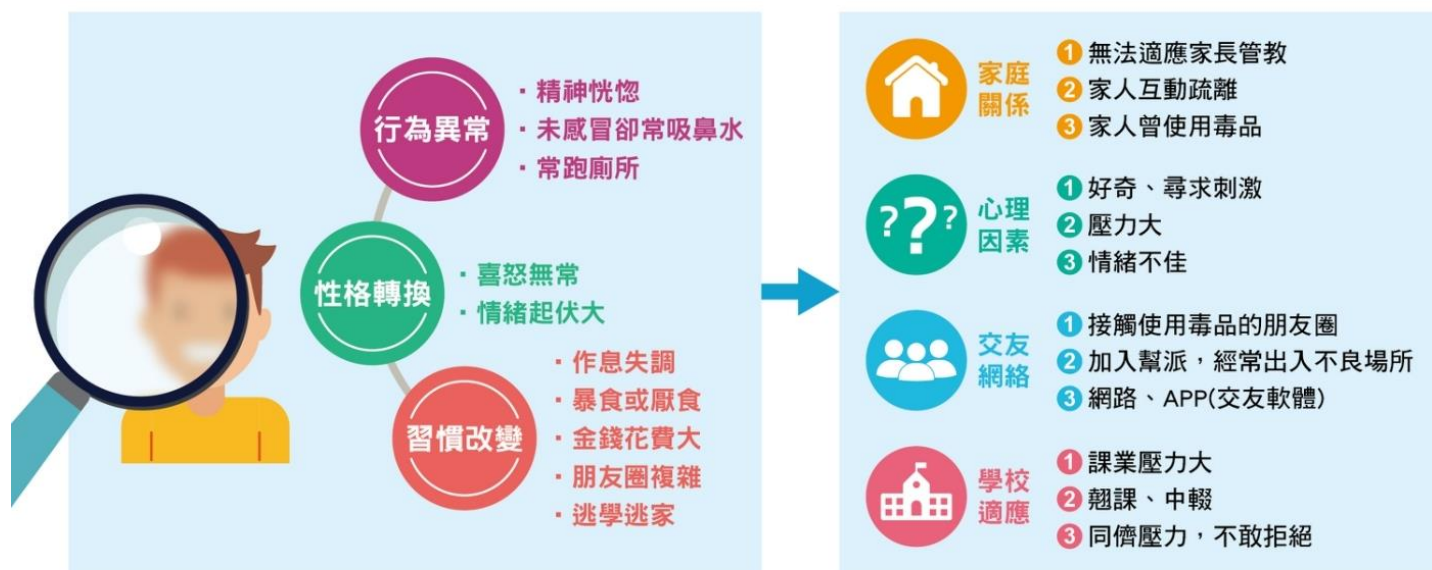 行為異常
▪精神恍惚
▪未感冒卻常吸鼻水
▪常跑廁所
性格轉換
▪喜怒無常
▪情緒起伏大
習慣改變
▪作息失調
▪暴食或厭食
▪金錢花費大
▪朋友圈複雜
▪逃學逃家
家庭
關係
1 無法適應家長管教
2 家人互動疏離
3 家人曾使用毒品
???
心理
因素
1 好奇、尋求刺激
2 壓力大
3 情緒不佳
交友
網絡
1 接觸使用毒品的朋友圈
2 加入幫派，經常出入不良場所
3 網路、APP(交友軟體)
學校
適應
1 課業壓力大
2 翹課、中輟
3 同儕壓力，不敢拒絕